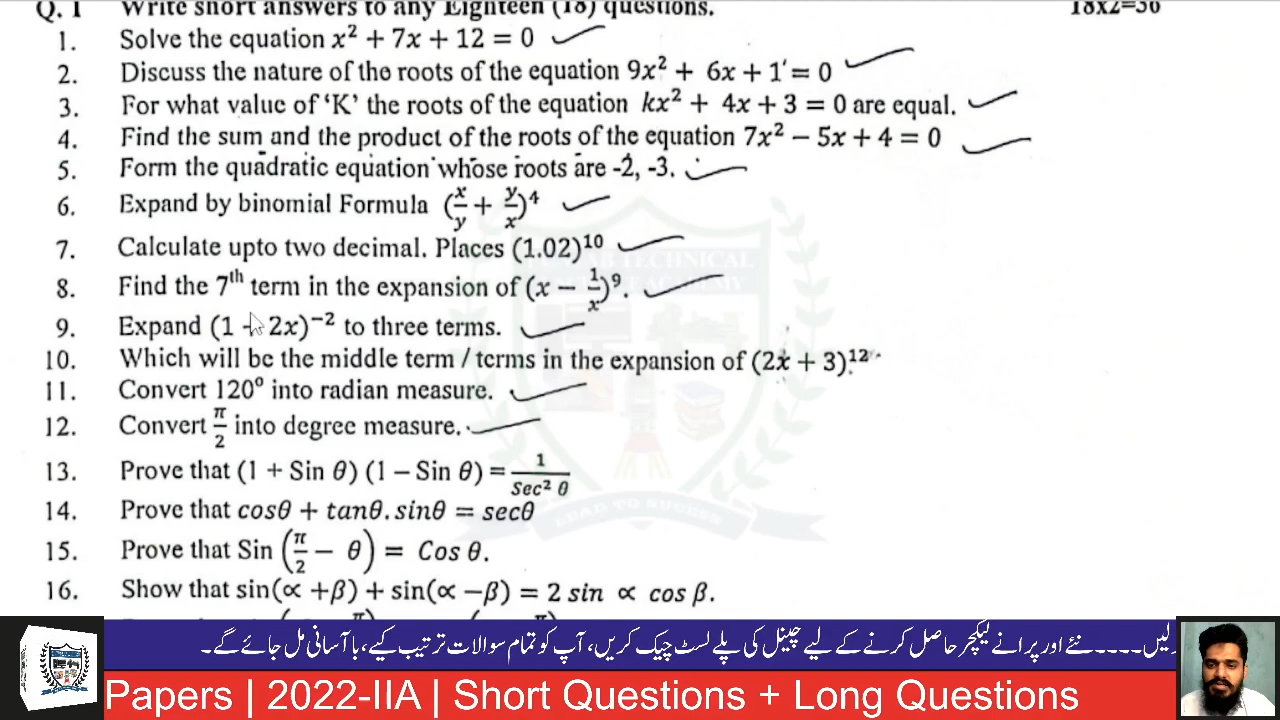 Q. 1 Write short answers to any Eighteen (18) questions. 18x2=36
1. Solve the equation x² + 7x + 12 = 0
2. Discuss the nature of the roots of the equation 9x² + 6x + 1 = 0
3. For what value of 'K' the roots of the equation kx² + 4x + 3 = 0 are equal.
4. Find the sum and the product of the roots of the equation 7x² − 5x + 4 = 0
5. Form the quadratic equation whose roots are -2, -3.
6. Expand by binomial Formula (x/y + y/x)⁴
7. Calculate upto two decimal. Places (1.02)¹⁰
8. Find the 7th term in the expansion of (x − 1/x)⁹.
9. Expand (1 + 2x)⁻² to three terms.
10. Which will be the middle term / terms in the expansion of (2x + 3)¹².
11. Convert 120° into radian measure.
12. Convert π/2 into degree measure.
13. Prove that (1 + Sin θ) (1 − Sin θ) = 1/Sec² θ
14. Prove that cosθ + tanθ.sinθ = secθ
15. Prove that Sin (π/2 − θ) = Cos θ.
16. Show that sin(∝ +β) + sin(∝ −β) = 2 sin ∝ cos β.
لیں۔۔۔۔نئے اور پرانے لیکچر حاصل کرنے کے لیے چینل کی پلے لسٹ چیک کریں، آپ کو تمام سوالات ترتیب کیے، با آسانی مل جائے گے۔
Papers | 2022-IIA | Short Questions + Long Questions
LEAD TO SUCCESS